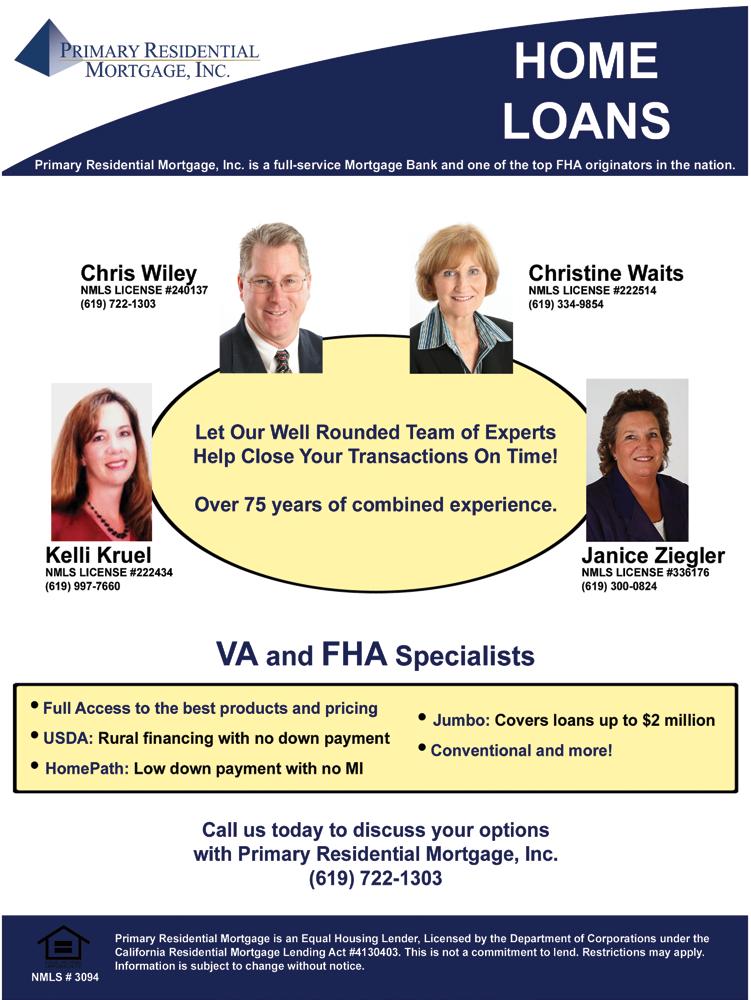 PRIMARY RESIDENTIAL
MORTGAGE, INC.
HOME
LOANS
Primary Residential Mortgage, Inc. is a full-service Mortgage Bank and one of the top FHA originators in the nation.
Chris Wiley
NMLS LICENSE #240137
(619) 722-1303
Christine Waits
NMLS LICENSE #222514
(619) 334-9854
Let Our Well Rounded Team of Experts
Help Close Your Transactions On Time!
Over 75 years of combined experience.
Kelli Kruel
NMLS LICENSE #222434
(619) 997-7660
Janice Ziegler
NMLS LICENSE #336176
(619) 300-0824
VA and FHA Specialists
• Full Access to the best products and pricing
• USDA: Rural financing with no down payment
• HomePath: Low down payment with no MI
• Jumbo: Covers loans up to $2 million
• Conventional and more!
Call us today to discuss your options
with Primary Residential Mortgage, Inc.
(619) 722-1303
NMLS # 3094
Primary Residential Mortgage is an Equal Housing Lender, Licensed by the Department of Corporations under the
California Residential Mortgage Lending Act #4130403. This is not a commitment to lend. Restrictions may apply.
Information is subject to change without notice.